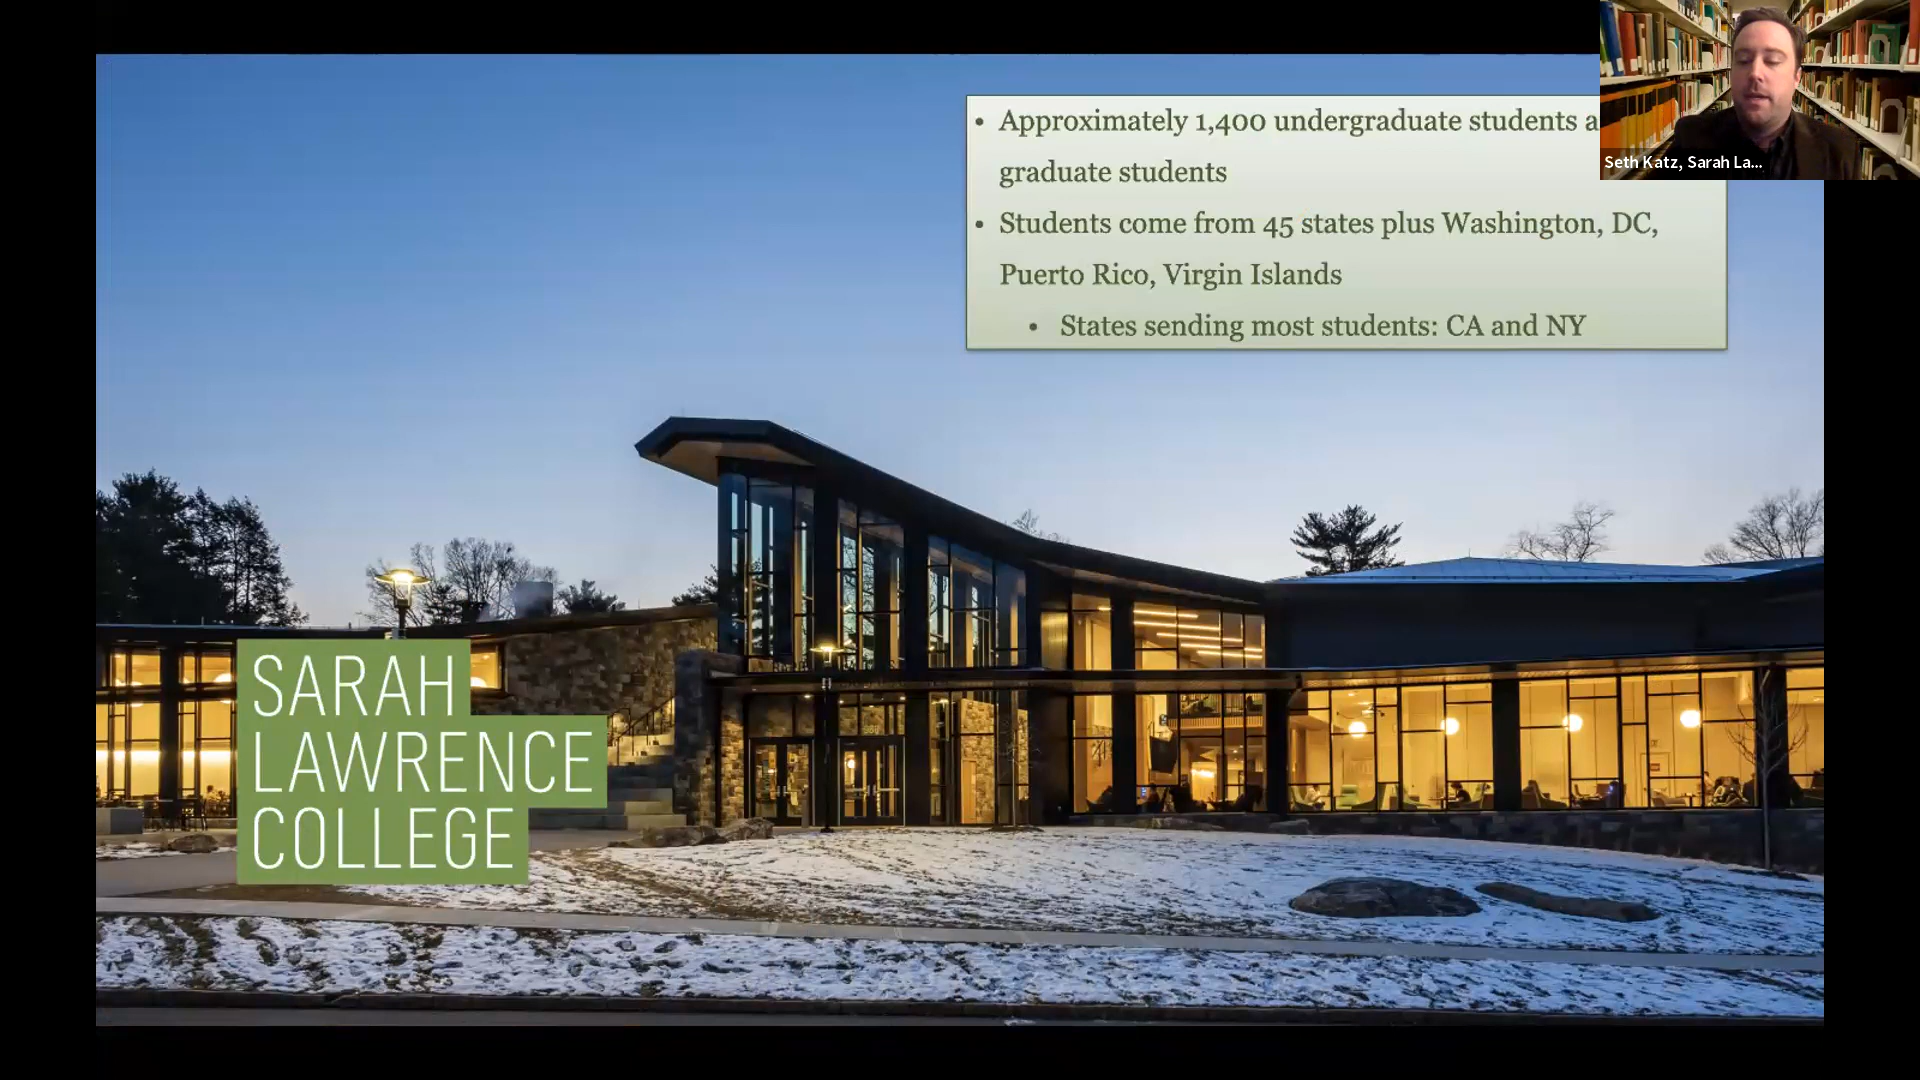 • Approximately 1,400 undergraduate students a
graduate students
• Students come from 45 states plus Washington, DC,
Puerto Rico, Virgin Islands
• States sending most students: CA and NY
Seth Katz, Sarah La...
SARAH
LAWRENCE
COLLEGE